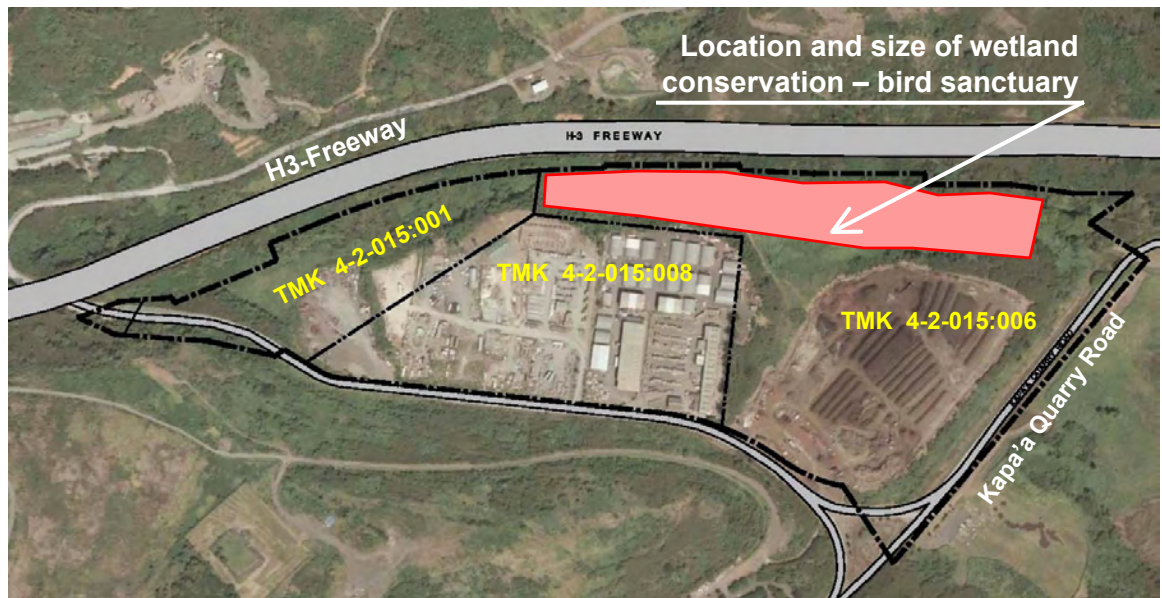 Location and size of wetland
conservation – bird sanctuary
H-3 FREEWAY
H3-Freeway
TMK 4-2-015:001
TMK 4-2-015:008
TMK 4-2-015:006
Kapa'a Quarry Road